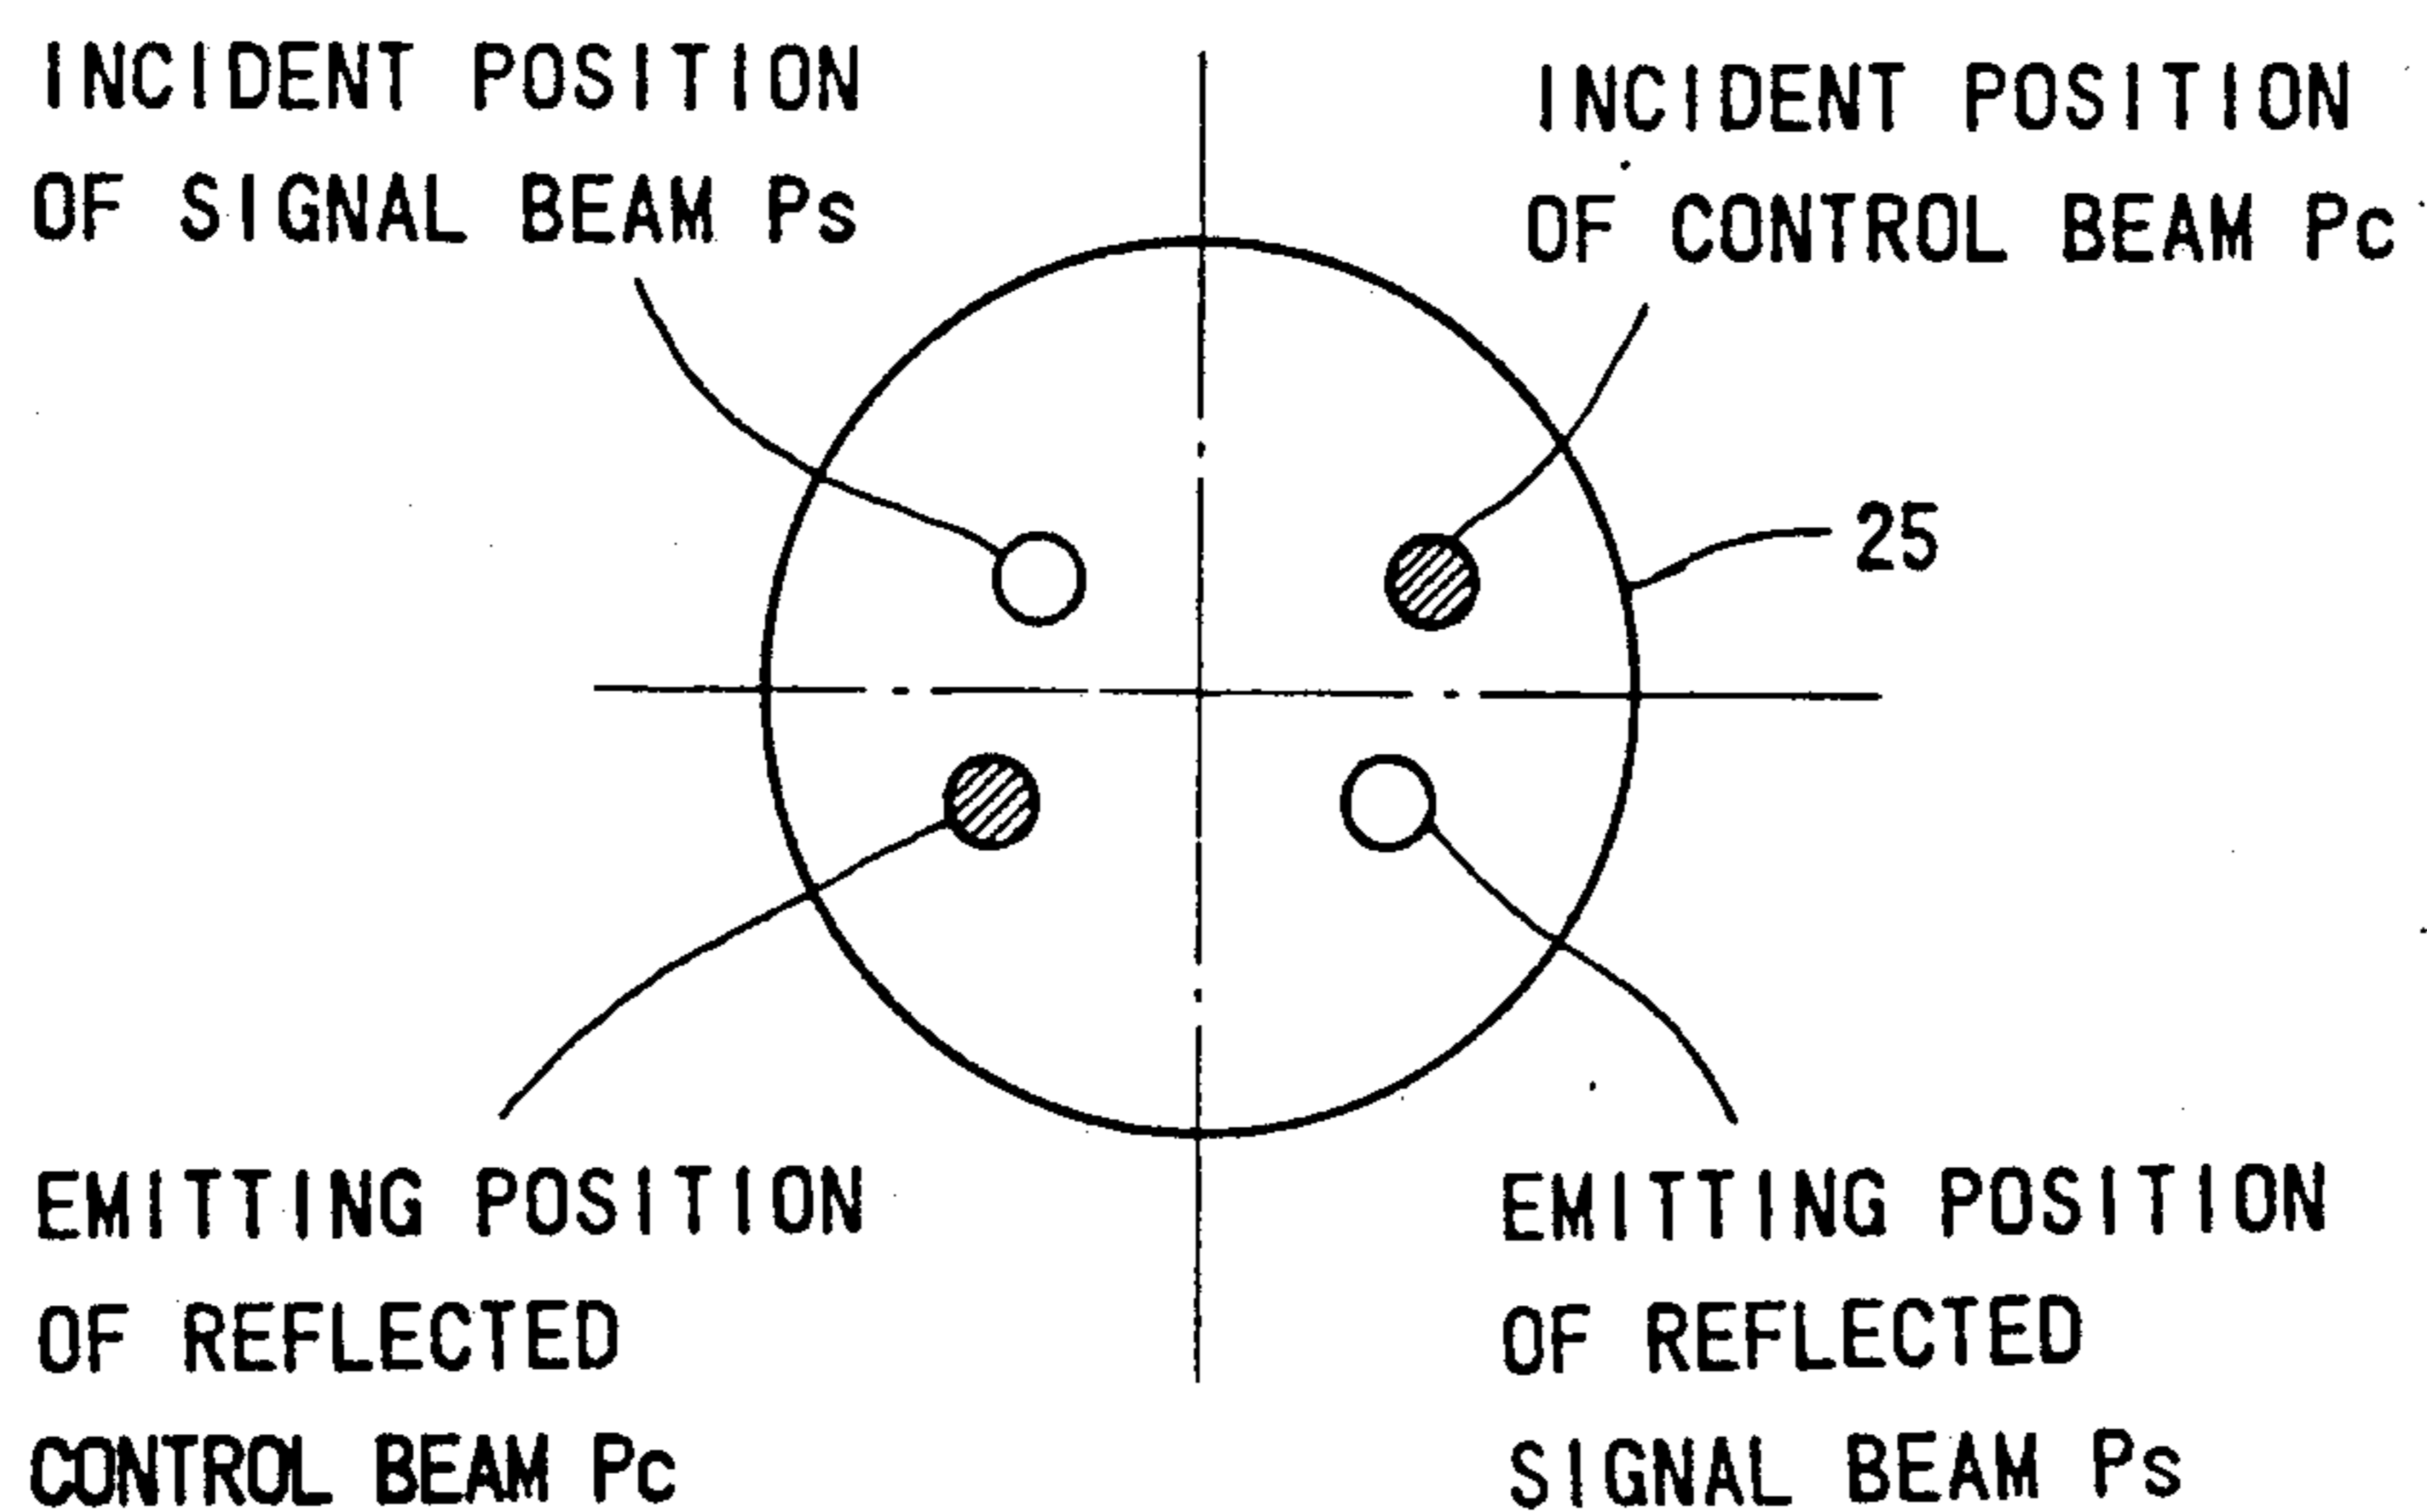 INCIDENT POSITION
OF SIGNAL BEAM Ps
INCIDENT POSITION
OF CONTROL BEAM Pc
25
EMITTING POSITION
OF REFLECTED
CONTROL BEAM Pc
EMITTING POSITION
OF REFLECTED
SIGNAL BEAM Ps